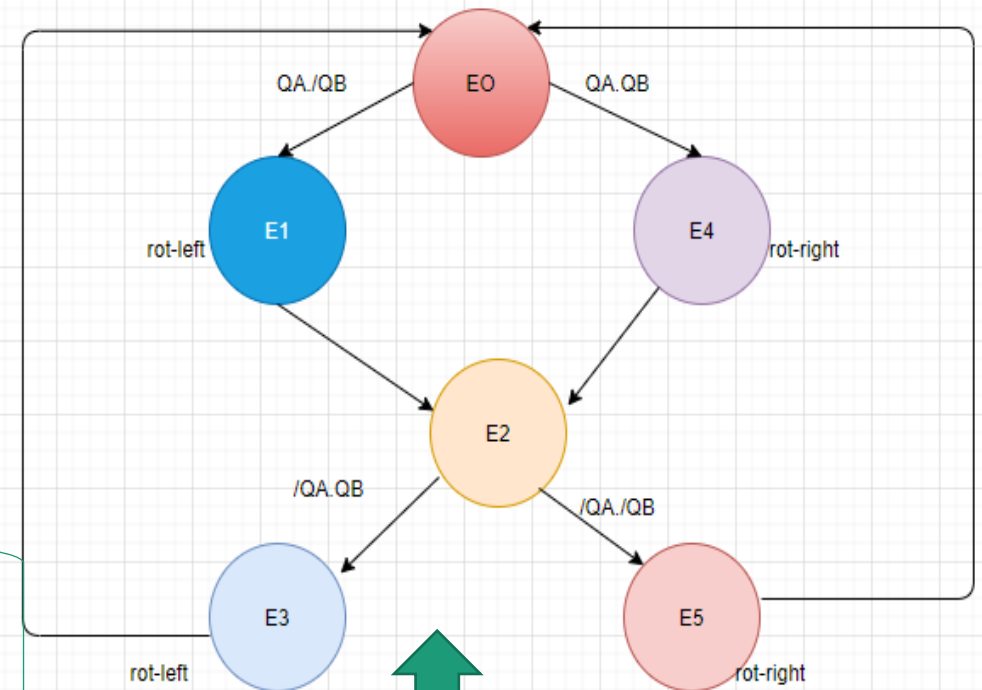 EO
QA./QB
QA.QB
E1
rot-left
E4
rot-right
E2
/QA.QB
/QA./QB
E3
rot-left
E5
rot-right